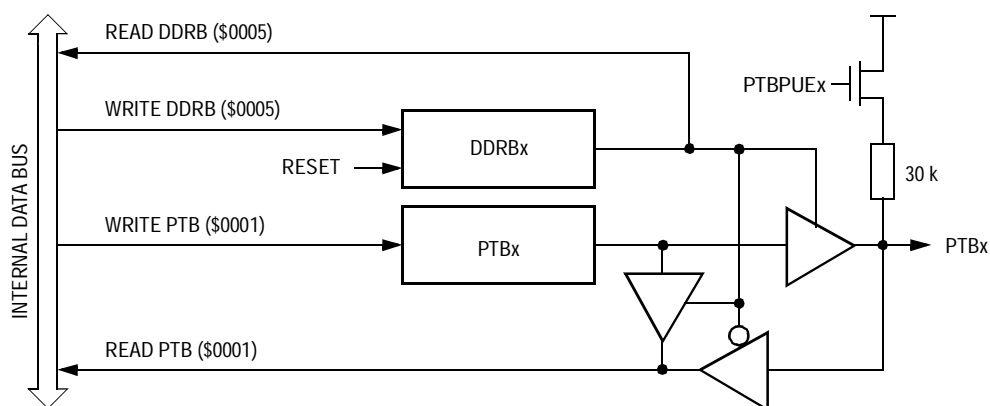 READ DDRB ($0005)
PTBPUEx
WRITE DDRB ($0005)
DDRBx
RESET
30 k
INTERNAL DATA BUS
WRITE PTB ($0001)
PTBx
PTBx
READ PTB ($0001)